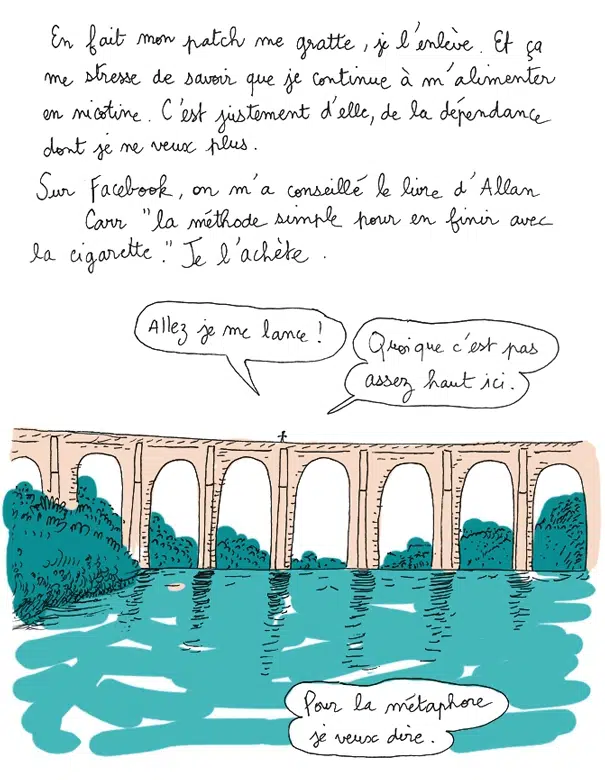 En fait mon patch me gratte, je l'enlève. Et ça
me stresse de savoir que je continue à m'alimenter
en nicotine. C'est justement d'elle, de la dépendance
dont je ne veux plus.
Sur Facebook, on m'a conseillé le livre d'Allan
Carr "la méthode simple pour en finir avec
la cigarette." Je l'achète.
Allez je me lance !
Quoique c'est pas
assez haut ici.
Pour la métaphore
je veux dire.